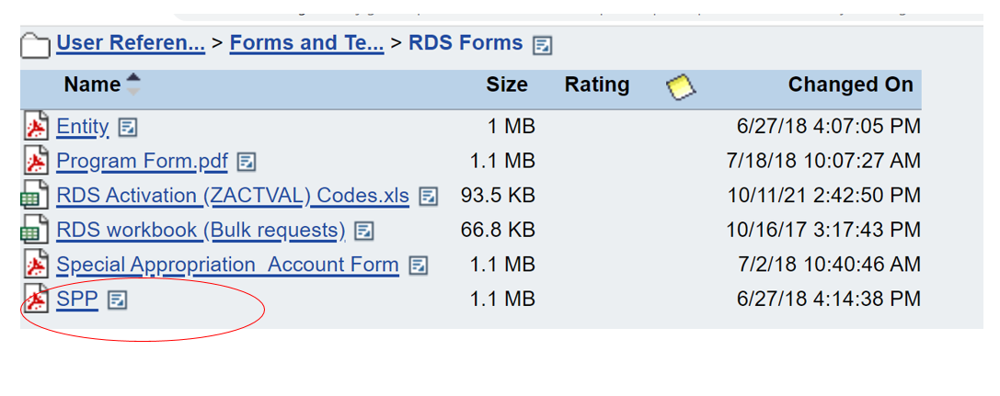 User Referen... > Forms and Te... > RDS Forms
Name Size Rating Changed On
Entity 1 MB 6/27/18 4:07:05 PM
Program Form.pdf 1.1 MB 7/18/18 10:07:27 AM
RDS Activation (ZACTVAL) Codes.xls 93.5 KB 10/11/21 2:42:50 PM
RDS workbook (Bulk requests) 66.8 KB 10/16/17 3:17:43 PM
Special Appropriation Account Form 1.1 MB 7/2/18 10:40:46 AM
SPP 1.1 MB 6/27/18 4:14:38 PM